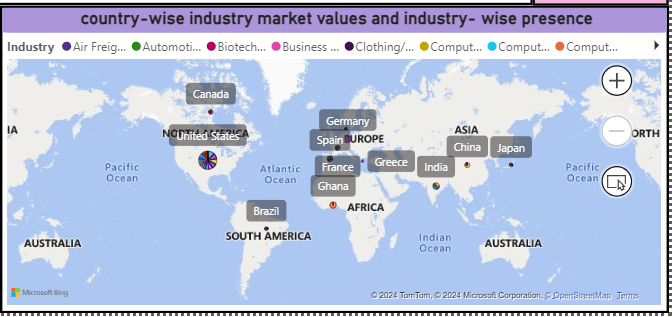 country-wise industry market values and industry- wise presence
Industry Air Freig... Automoti... Biotech... Business ... Clothing/... Comput... Comput... Comput...
Canada
NORTH AMERICA
United States
Germany
Spain
EUROPE
France
Greece
ASIA
China
Japan
India
IA
ORTH
Pacific
Ocean
Atlantic
Ocean
Pacific
Ocean
Ghana
AFRICA
Brazil
SOUTH AMERICA
Indian
Ocean
AUSTRALIA
AUSTRALIA
Microsoft Bing
© 2024 TomTom, © 2024 Microsoft Corporation, © OpenStreetMap Terms